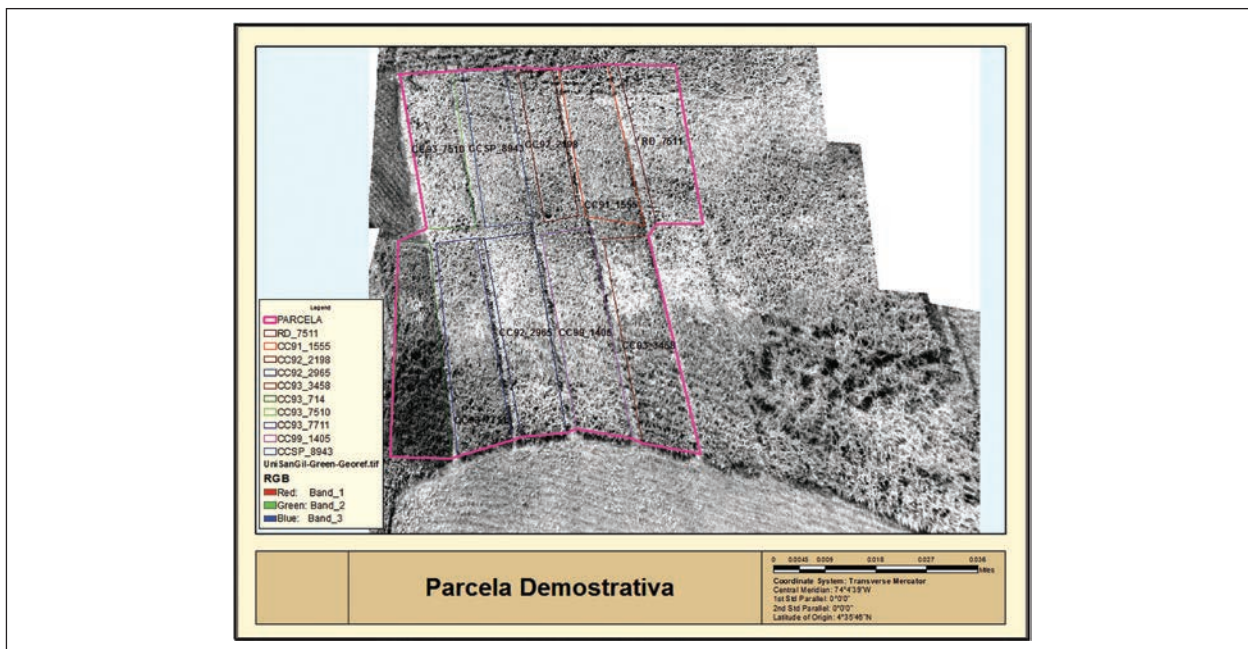 CC93_7510
CCSP_8943
CC92_2198
RD_7511
CC91_1555
CC92_2965
CC99_1405
CC93_3458
Legend
PARCELA
RD_7511
CC91_1555
CC92_2198
CC92_2965
CC93_3458
CC93_714
CC93_7510
CC93_7711
CC99_1405
CCSP_8943
UniSanGil-Green-Georef.tif
RGB
Red: Band_1
Green: Band_2
Blue: Band_3
Parcela Demostrativa
0 0.0045 0.009 0.018 0.027 0.036
Miles
Coordinate System: Transverse Mercator
Central Meridian: 74°4'39"W
1st Std Parallel: 0°0'0"
2nd Std Parallel: 0°0'0"
Latitude of Origin: 4°35'46"N